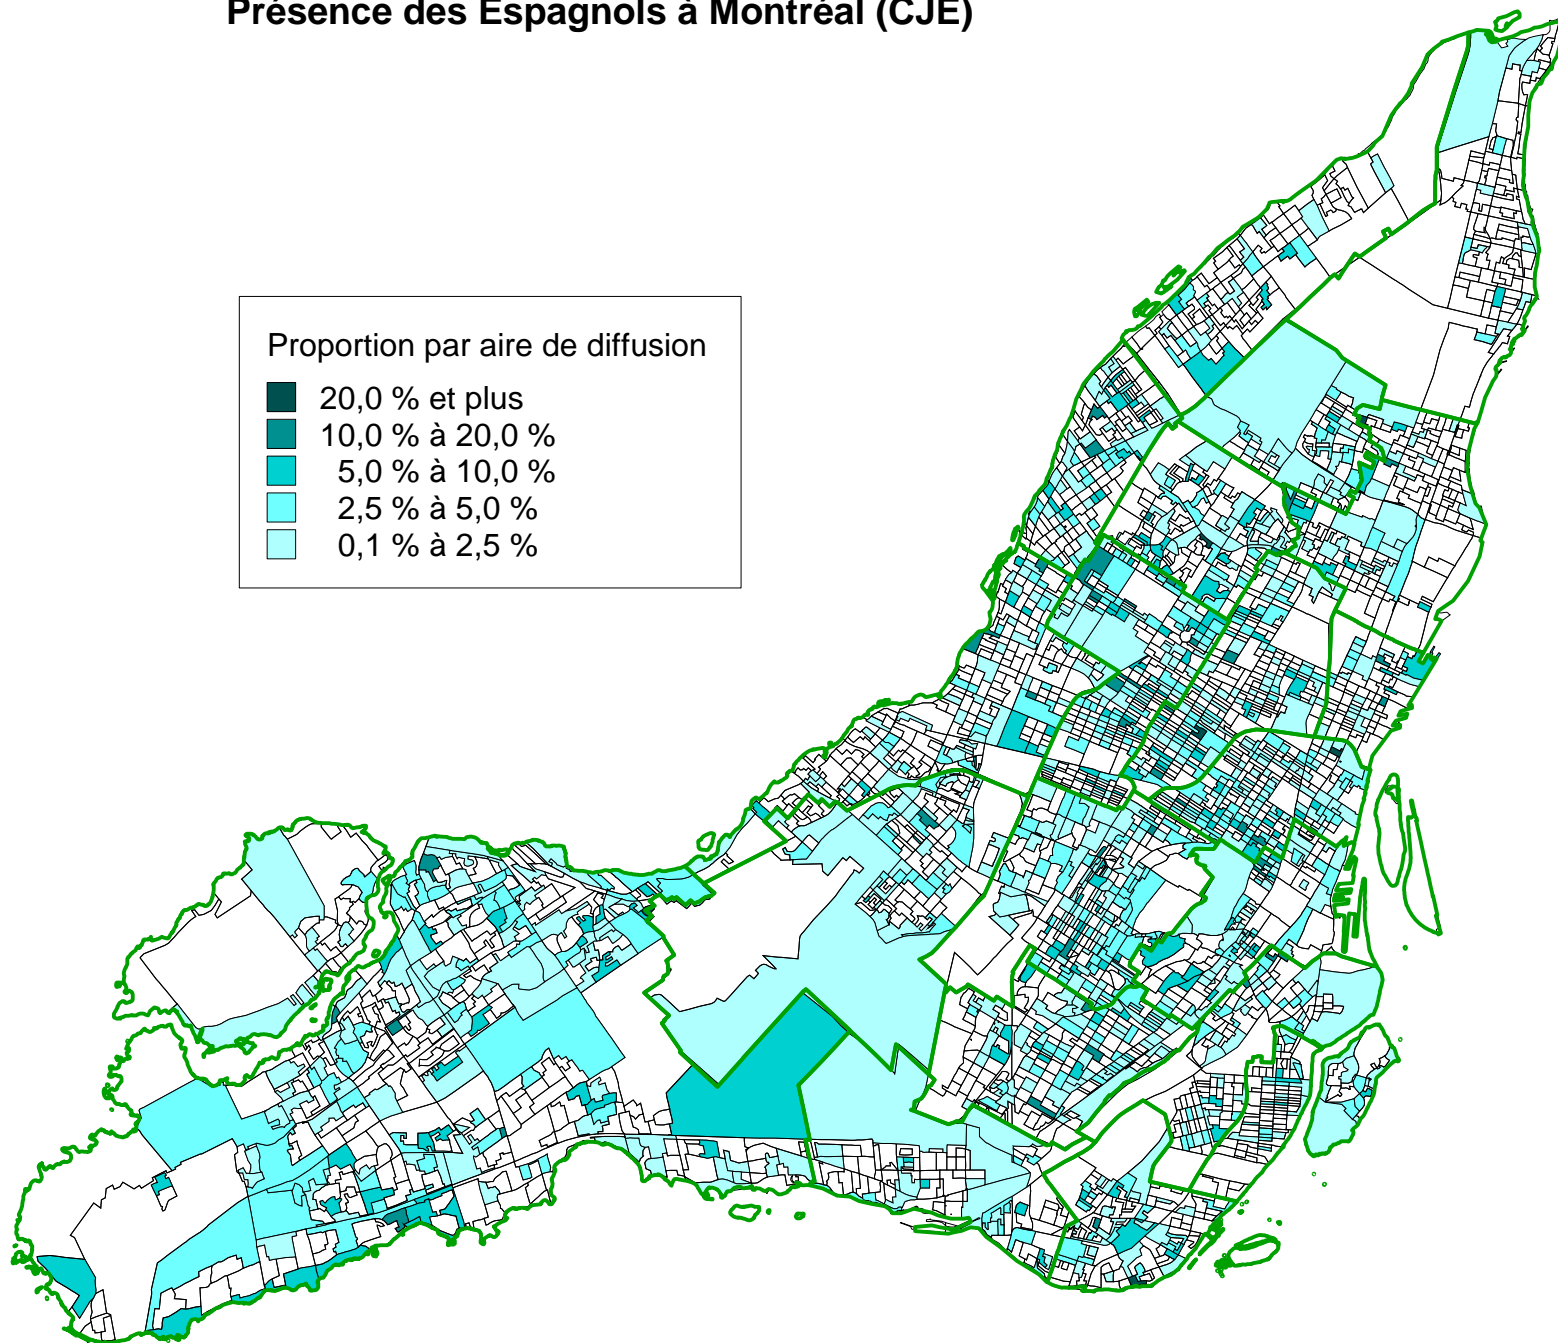 Présence des Espagnols à Montréal (CJE)
Proportion par aire de diffusion
20,0 % et plus
10,0 % à 20,0 %
5,0 % à 10,0 %
2,5 % à 5,0 %
0,1 % à 2,5 %